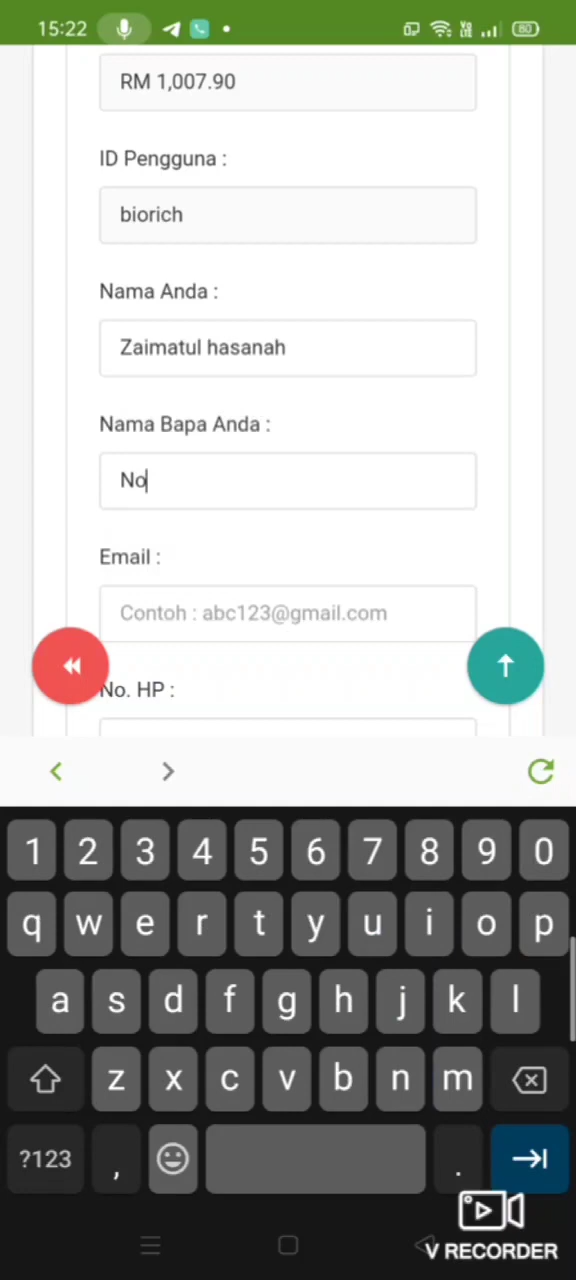 15:22
80
RM 1,007.90
ID Pengguna :
biorich
Nama Anda :
Zaimatul hasanah
Nama Bapa Anda :
No
Email :
Contoh : abc123@gmail.com
No. HP :
1 2 3 4 5 6 7 8 9 0
q w e r t y u i o p
a s d f g h j k l
z x c v b n m
?123 , .
V RECORDER